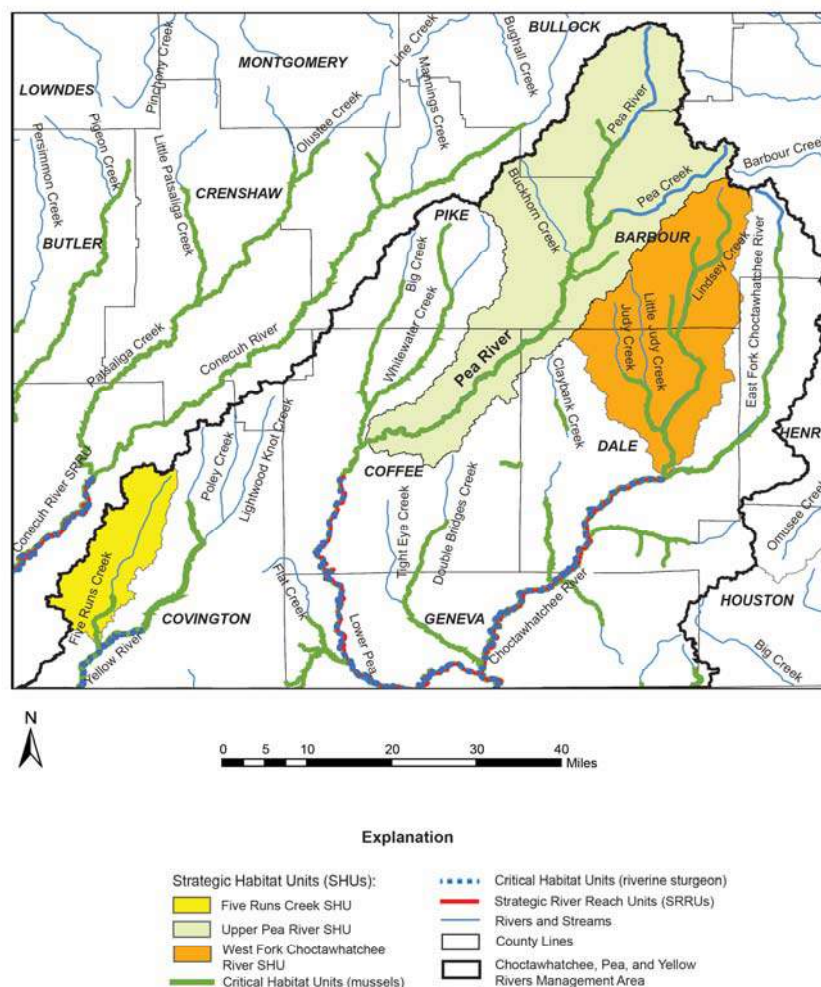 BULLOCK
MONTGOMERY
LOWNDES
Pinchony Creek
Line Creek
Bughall Creek
Mannings Creek
Olustee Creek
Pea River
Persimmon Creek
Pigeon Creek
Little Patsaliga Creek
CRENSHAW
Buckhorn Creek
Pea Creek
Barbour Creek
PIKE
BARBOUR
BUTLER
Big Creek
Whitewater Creek
Lindsey Creek
East Fork Choctawhatchee River
Patsaliga Creek
Conecuh River
Pea River
Judy Creek
Little Judy Creek
Claybank Creek
Conecuh River SRRU
Poley Creek
Lightwood Knot Creek
COFFEE
DALE
HENR
Tight Eye Creek
Double Bridges Creek
Omusee Creek
Five Runs Creek
COVINGTON
Flat Creek
GENEVA
Choctawhatchee River
HOUSTON
Yellow River
Lower Pea
Big Creek
N
0 5 10 20 30 40
Miles
Explanation
Strategic Habitat Units (SHUs):
Five Runs Creek SHU
Upper Pea River SHU
West Fork Choctawhatchee
River SHU
Critical Habitat Units (mussels)
Critical Habitat Units (riverine sturgeon)
Strategic River Reach Units (SRRUs)
Rivers and Streams
County Lines
Choctawhatchee, Pea, and Yellow
Rivers Management Area